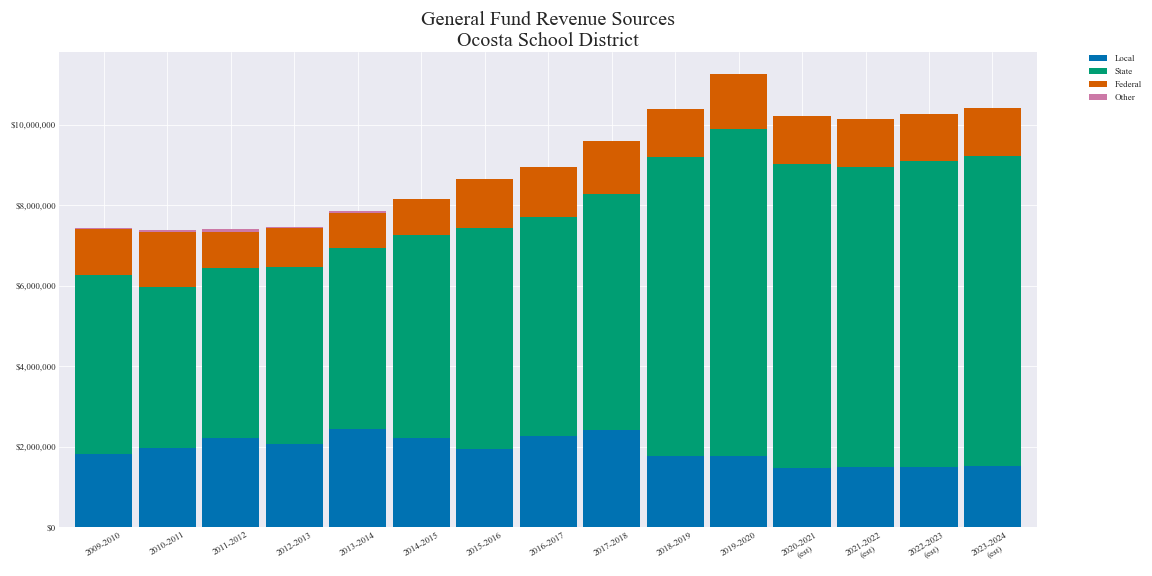 General Fund Revenue Sources
Ocosta School District
Local
State
Federal
Other
$10,000,000
$8,000,000
$6,000,000
$4,000,000
$2,000,000
$0
2009-2010
2010-2011
2011-2012
2012-2013
2013-2014
2014-2015
2015-2016
2016-2017
2017-2018
2018-2019
2019-2020
2020-2021
(est)
2021-2022
(est)
2022-2023
(est)
2023-2024
(est)